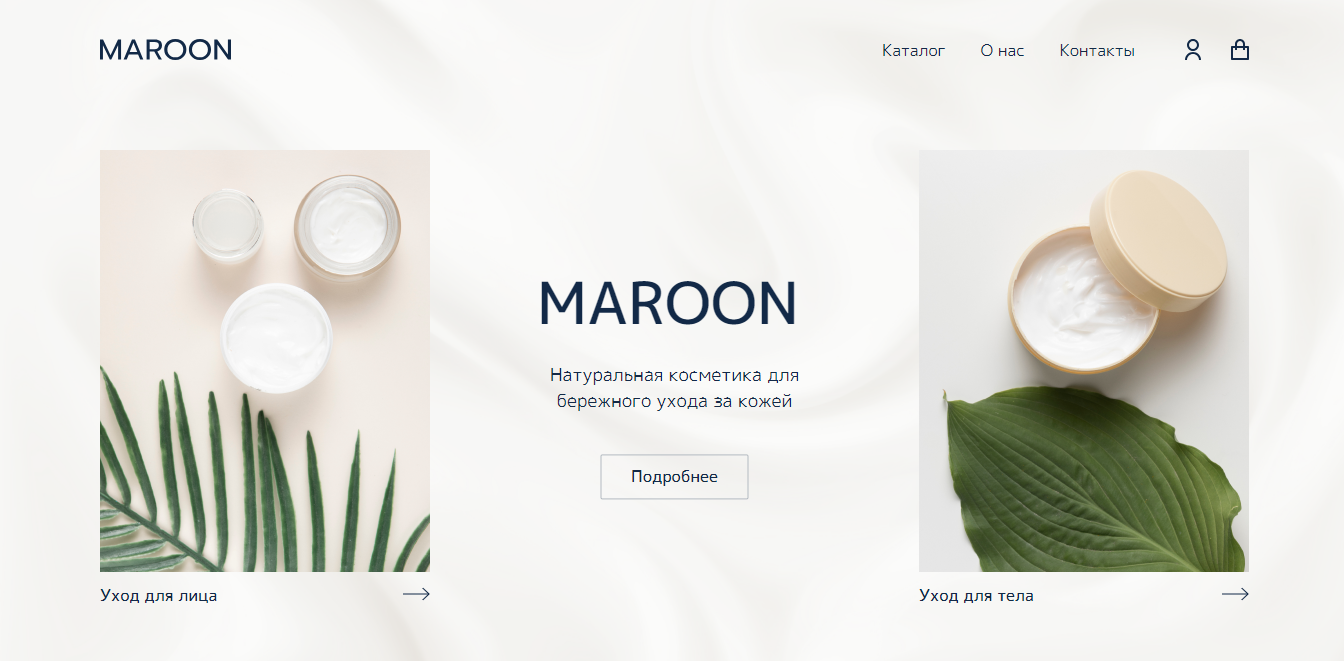 MAROON
Каталог
О нас
Контакты
MAROON
Натуральная косметика для
бережного ухода за кожей
Подробнее
Уход для лица
Уход для тела